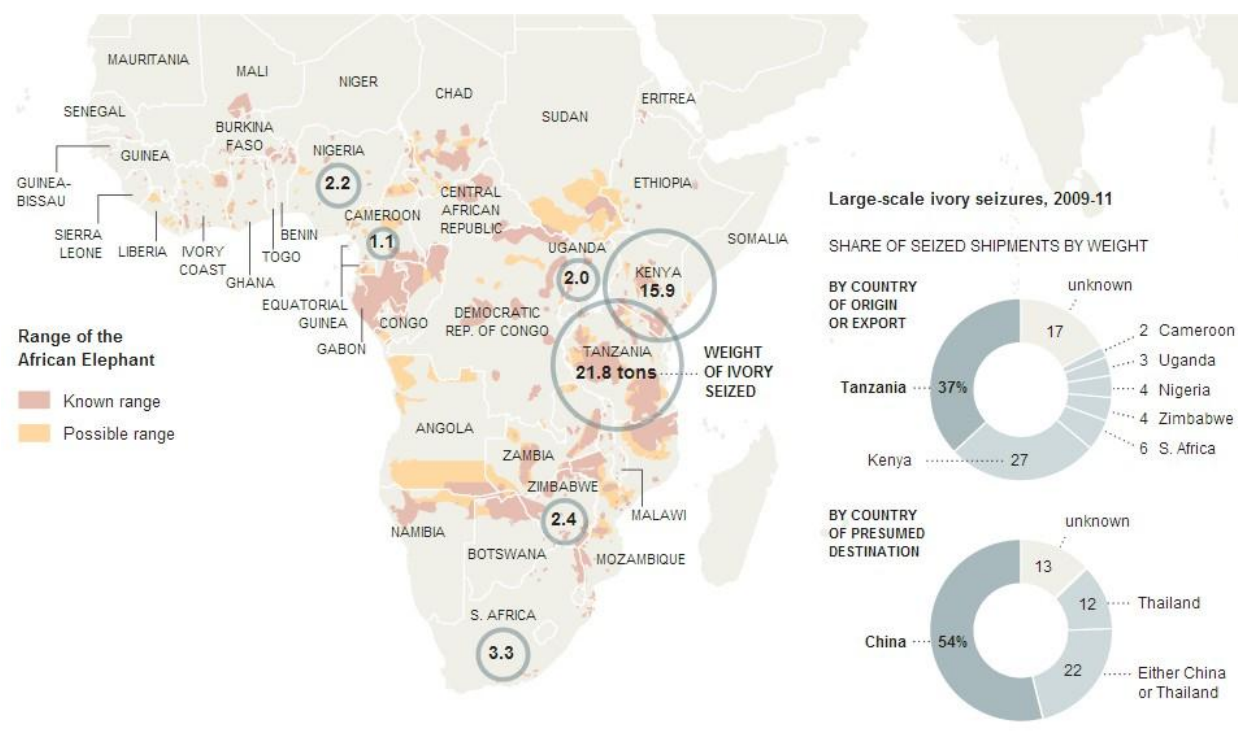 MAURITANIA
MALI
NIGER
CHAD
SUDAN
ERITREA
SENEGAL
BURKINA
FASO
NIGERIA
2.2
GUINEA
GUINEA-
BISSAU
SIERRA
LEONE
LIBERIA
IVORY
COAST
GHANA
TOGO
BENIN
CAMEROON
1.1
CENTRAL
AFRICAN
REPUBLIC
ETHIOPIA
SOMALIA
UGANDA
2.0
KENYA
15.9
EQUATORIAL
GUINEA
GABON
CONGO
DEMOCRATIC
REP. OF CONGO
TANZANIA
21.8 tons
WEIGHT
OF IVORY
SEIZED
Range of the
African Elephant
Known range
Possible range
ANGOLA
ZAMBIA
ZIMBABWE
2.4
MALAWI
NAMIBIA
BOTSWANA
MOZAMBIQUE
S. AFRICA
3.3
Large-scale ivory seizures, 2009-11
SHARE OF SEIZED SHIPMENTS BY WEIGHT
BY COUNTRY
OF ORIGIN
OR EXPORT
unknown
17
2 Cameroon
3 Uganda
4 Nigeria
4 Zimbabwe
6 S. Africa
Tanzania 37%
Kenya 27
BY COUNTRY
OF PRESUMED
DESTINATION
unknown
13
12 Thailand
China 54%
22 Either China
or Thailand